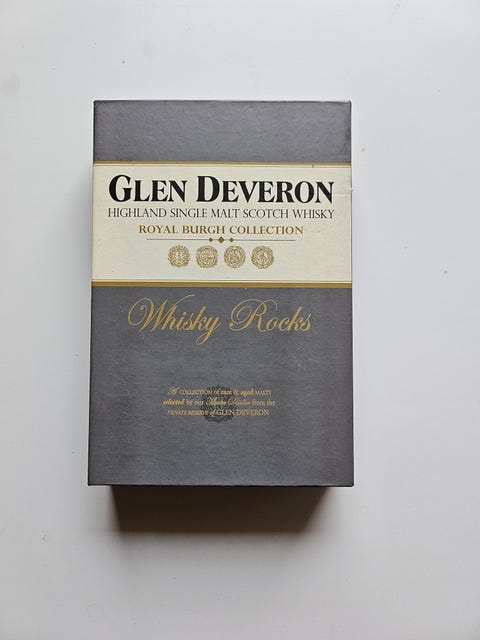 GLEN DEVERON
HIGHLAND SINGLE MALT SCOTCH WHISKY
ROYAL BURGH COLLECTION
Whisky Rocks
A COLLECTION of rare & aged MALTS
selected by our Master Distiller from the
PRIVATE RESERVE of GLEN DEVERON